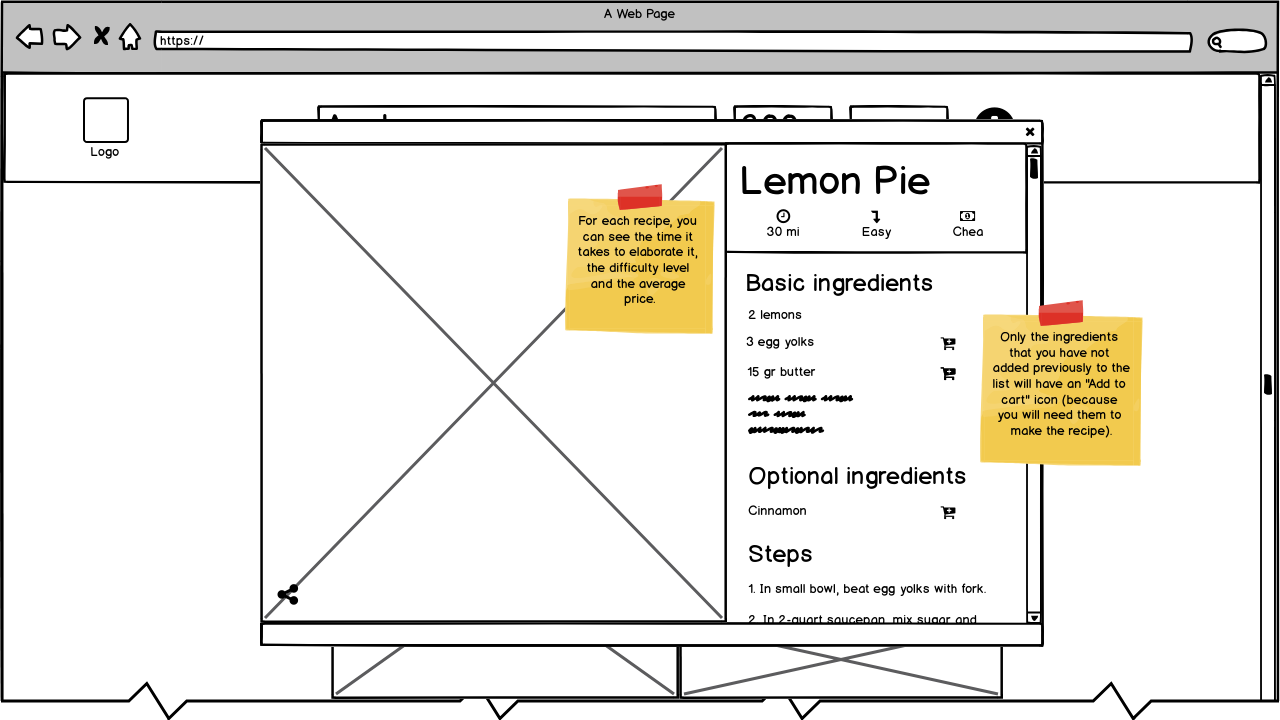 A Web Page
https://
Logo
Lemon Pie
30 mi
Easy
Chea
For each recipe, you
can see the time it
takes to elaborate it,
the difficulty level
and the average
price.
Basic ingredients
2 lemons
3 egg yolks
15 gr butter
Only the ingredients
that you have not
added previously to the
list will have an "Add to
cart" icon (because
you will need them to
make the recipe).
Optional ingredients
Cinnamon
Steps
1. In small bowl, beat egg yolks with fork.
2. In 2-quart saucepan, mix sugar and